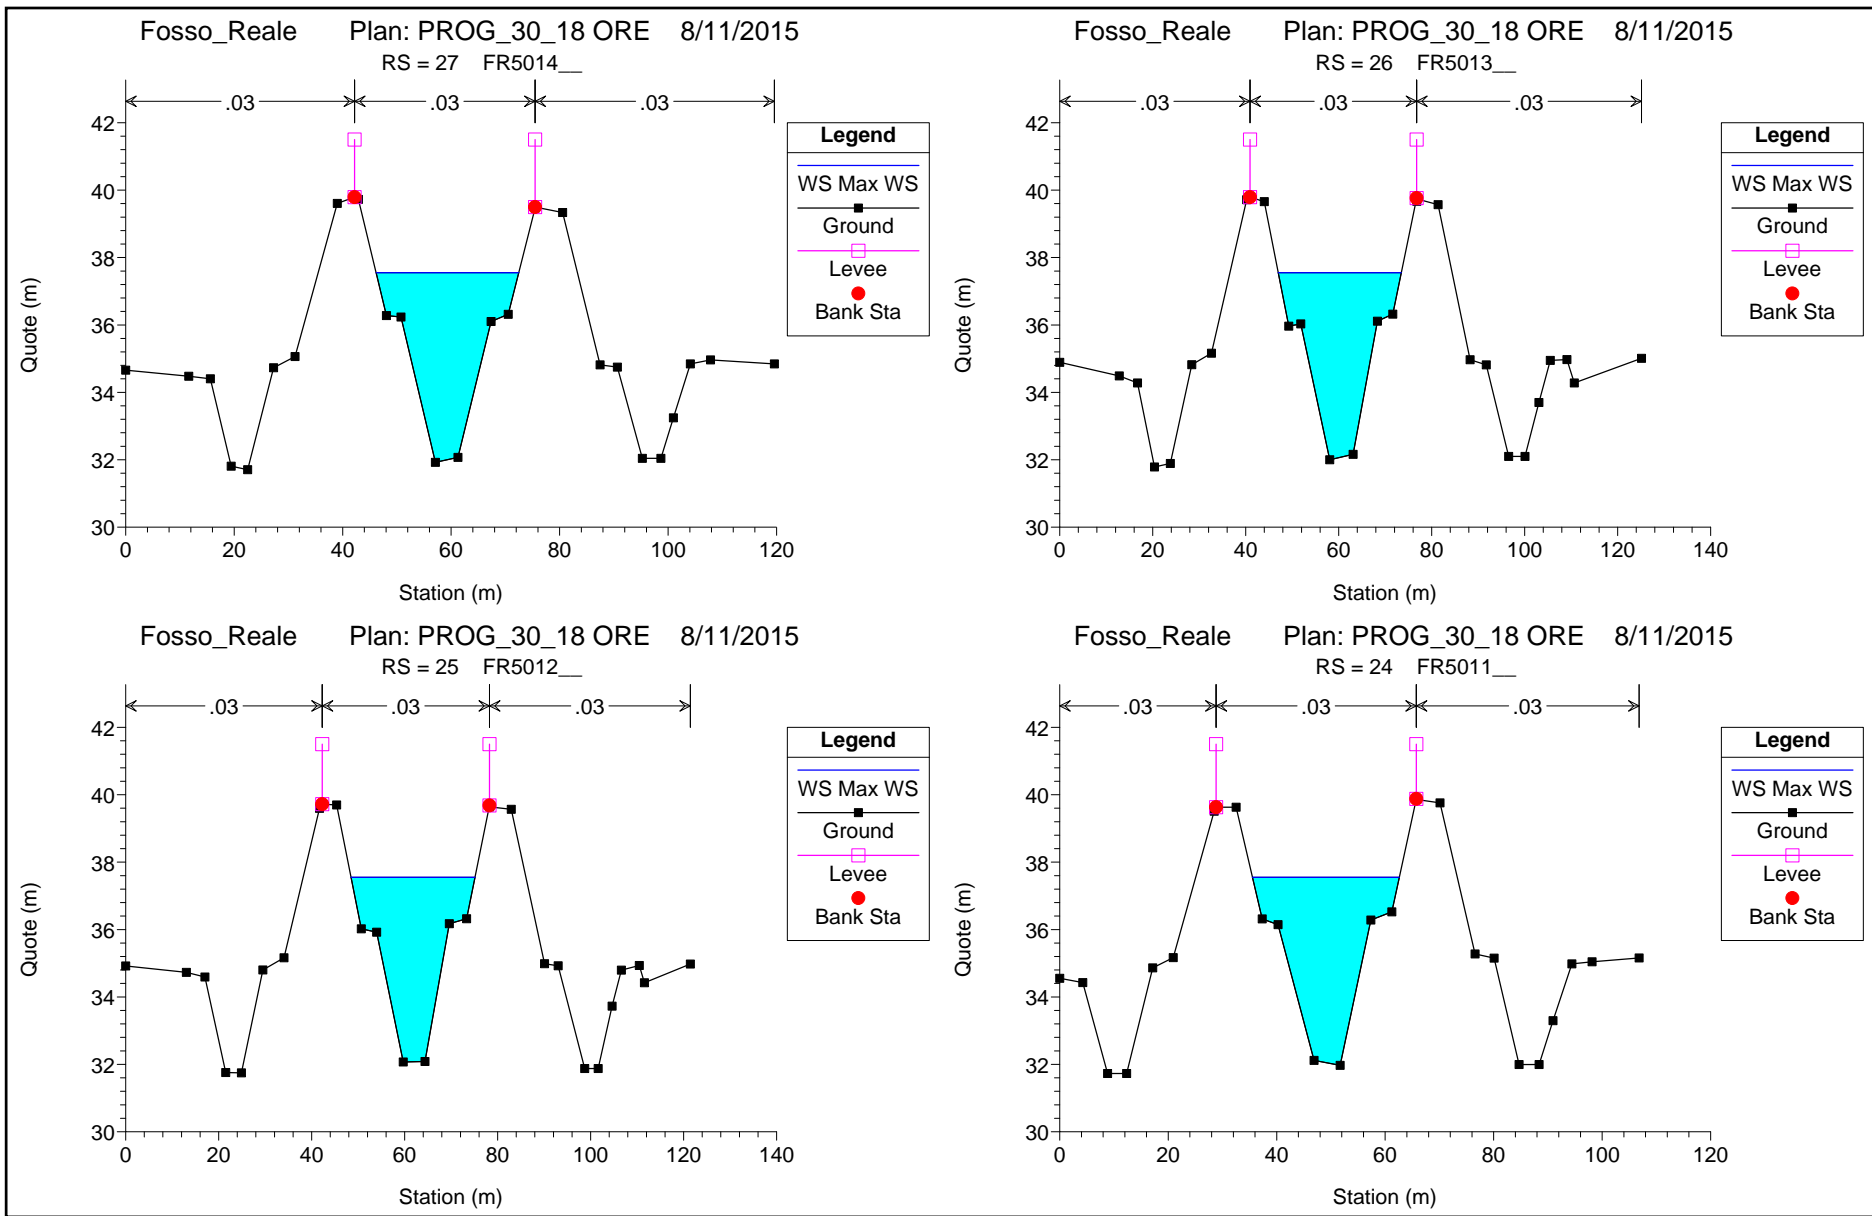 Fosso_Reale Plan: PROG_30_18 ORE 8/11/2015
RS = 27 FR5014__
.03 .03 .03
42
40
38
36
34
32
30
0 20 40 60 80 100 120
Quote (m)
Station (m)
Legend
WS Max WS
Ground
Levee
Bank Sta
Fosso_Reale Plan: PROG_30_18 ORE 8/11/2015
RS = 26 FR5013__
.03 .03 .03
42
40
38
36
34
32
30
0 20 40 60 80 100 120 140
Quote (m)
Station (m)
Legend
WS Max WS
Ground
Levee
Bank Sta
Fosso_Reale Plan: PROG_30_18 ORE 8/11/2015
RS = 25 FR5012__
.03 .03 .03
42
40
38
36
34
32
30
0 20 40 60 80 100 120 140
Quote (m)
Station (m)
Legend
WS Max WS
Ground
Levee
Bank Sta
Fosso_Reale Plan: PROG_30_18 ORE 8/11/2015
RS = 24 FR5011__
.03 .03 .03
42
40
38
36
34
32
30
0 20 40 60 80 100 120
Quote (m)
Station (m)
Legend
WS Max WS
Ground
Levee
Bank Sta